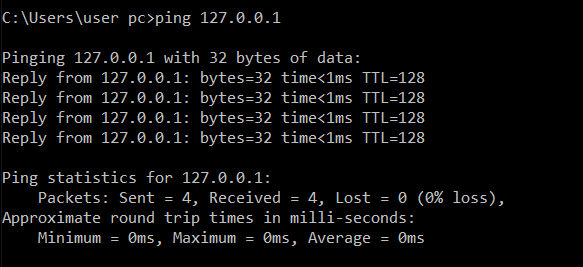 C:\Users\user pc>ping 127.0.0.1
Pinging 127.0.0.1 with 32 bytes of data:
Reply from 127.0.0.1: bytes=32 time<1ms TTL=128
Reply from 127.0.0.1: bytes=32 time<1ms TTL=128
Reply from 127.0.0.1: bytes=32 time<1ms TTL=128
Reply from 127.0.0.1: bytes=32 time<1ms TTL=128
Ping statistics for 127.0.0.1:
    Packets: Sent = 4, Received = 4, Lost = 0 (0% loss),
Approximate round trip times in milli-seconds:
    Minimum = 0ms, Maximum = 0ms, Average = 0ms